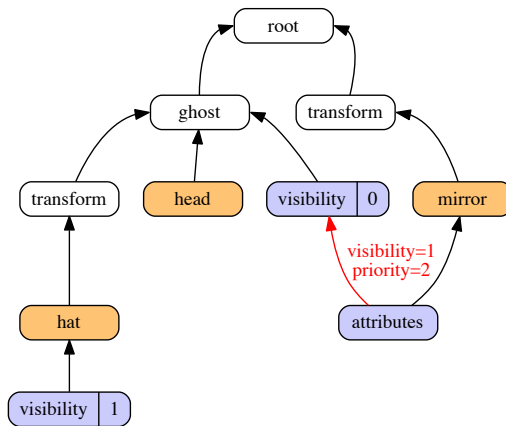 root
ghost
transform
transform
head
visibility 0
mirror
visibility=1
priority=2
hat
attributes
visibility 1